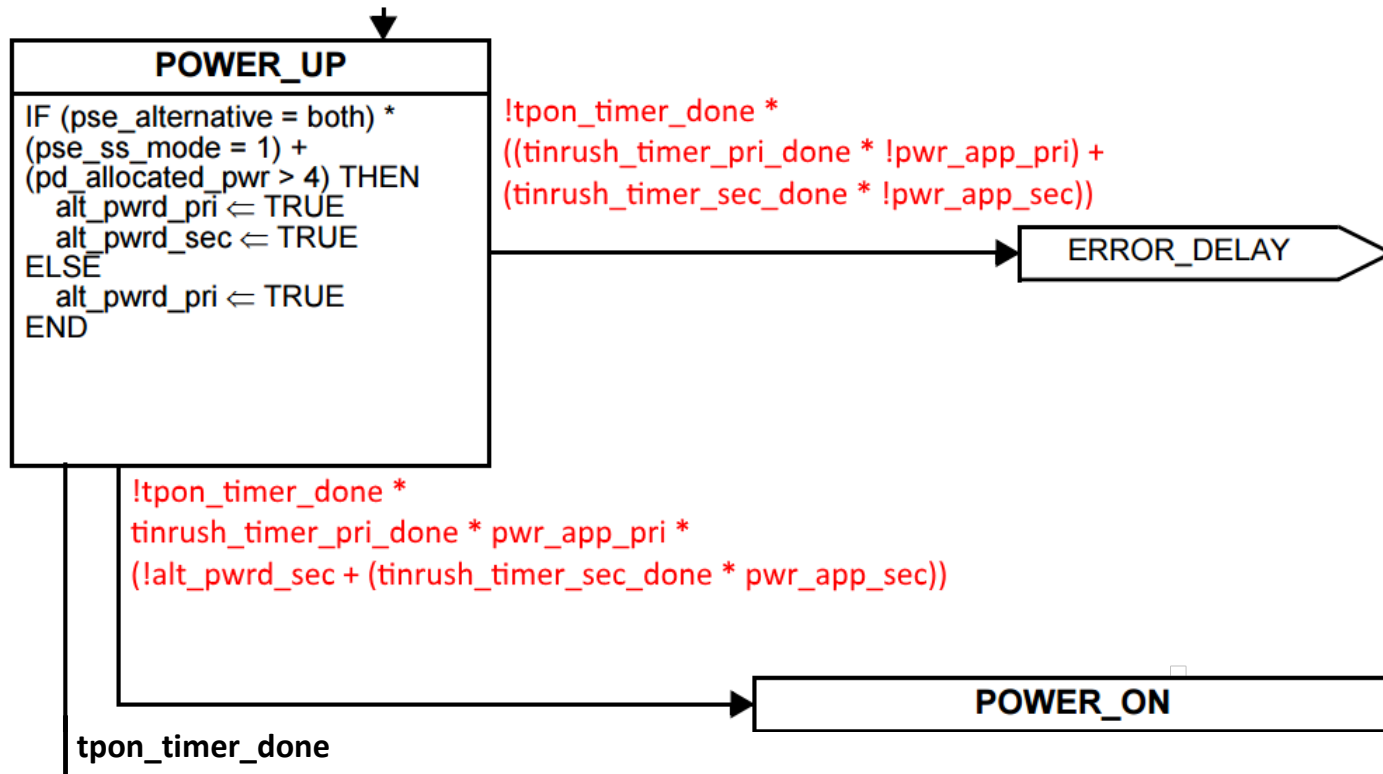 POWER_UP
IF (pse_alternative = both) *
(pse_ss_mode = 1) +
(pd_allocated_pwr > 4) THEN
alt_pwrd_pri ⇐ TRUE
alt_pwrd_sec ⇐ TRUE
ELSE
alt_pwrd_pri ⇐ TRUE
END
!tpon_timer_done *
((tinrush_timer_pri_done * !pwr_app_pri) +
(tinrush_timer_sec_done * !pwr_app_sec))
ERROR_DELAY
!tpon_timer_done *
tinrush_timer_pri_done * pwr_app_pri *
(!alt_pwrd_sec + (tinrush_timer_sec_done * pwr_app_sec))
POWER_ON
tpon_timer_done